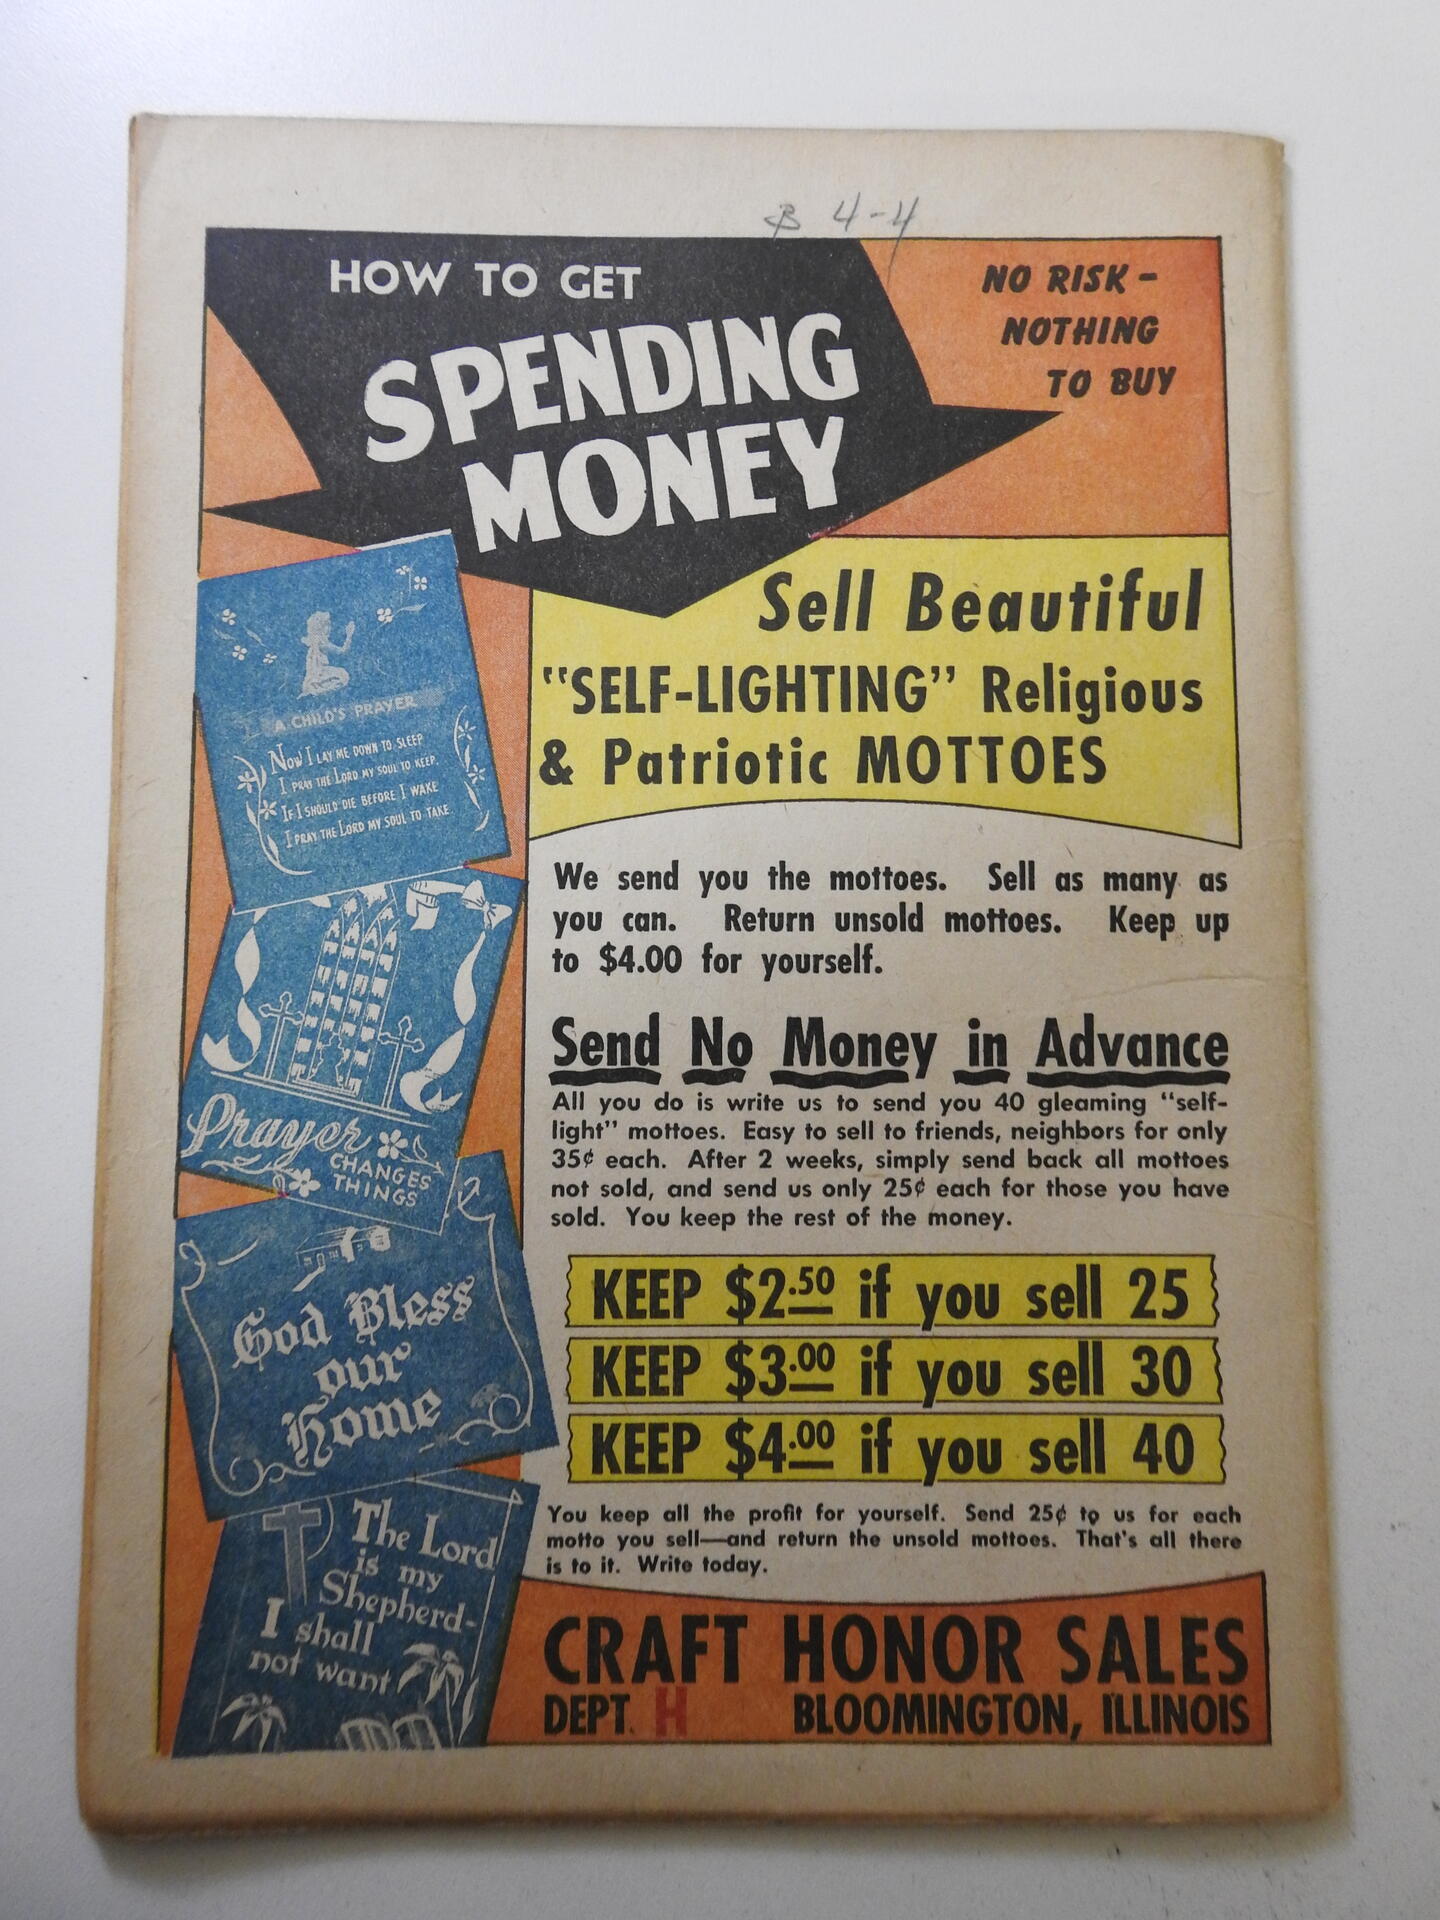 $ 4-4
HOW TO GET
SPENDING
MONEY
NO RISK -
NOTHING
TO BUY
Sell Beautiful
"SELF-LIGHTING" Religious
& Patriotic MOTTOES
A CHILD'S PRAYER
NOW I LAY ME DOWN TO SLEEP
I PRAY THE LORD MY SOUL TO KEEP.
IF I SHOULD DIE BEFORE I WAKE
I PRAY THE LORD MY SOUL TO TAKE.
Prayer
CHANGES
THINGS
God Bless
our
Home
The Lord
is my
Shepherd-
I shall
not want
We send you the mottoes. Sell as many as
you can. Return unsold mottoes. Keep up
to $4.00 for yourself.
Send No Money in Advance
All you do is write us to send you 40 gleaming "self-
light" mottoes. Easy to sell to friends, neighbors for only
35¢ each. After 2 weeks, simply send back all mottoes
not sold, and send us only 25¢ each for those you have
sold. You keep the rest of the money.
KEEP $2.50 if you sell 25
KEEP $3.00 if you sell 30
KEEP $4.00 if you sell 40
You keep all the profit for yourself. Send 25¢ to us for each
motto you sell—and return the unsold mottoes. That's all there
is to it. Write today.
CRAFT HONOR SALES
DEPT. H BLOOMINGTON, ILLINOIS